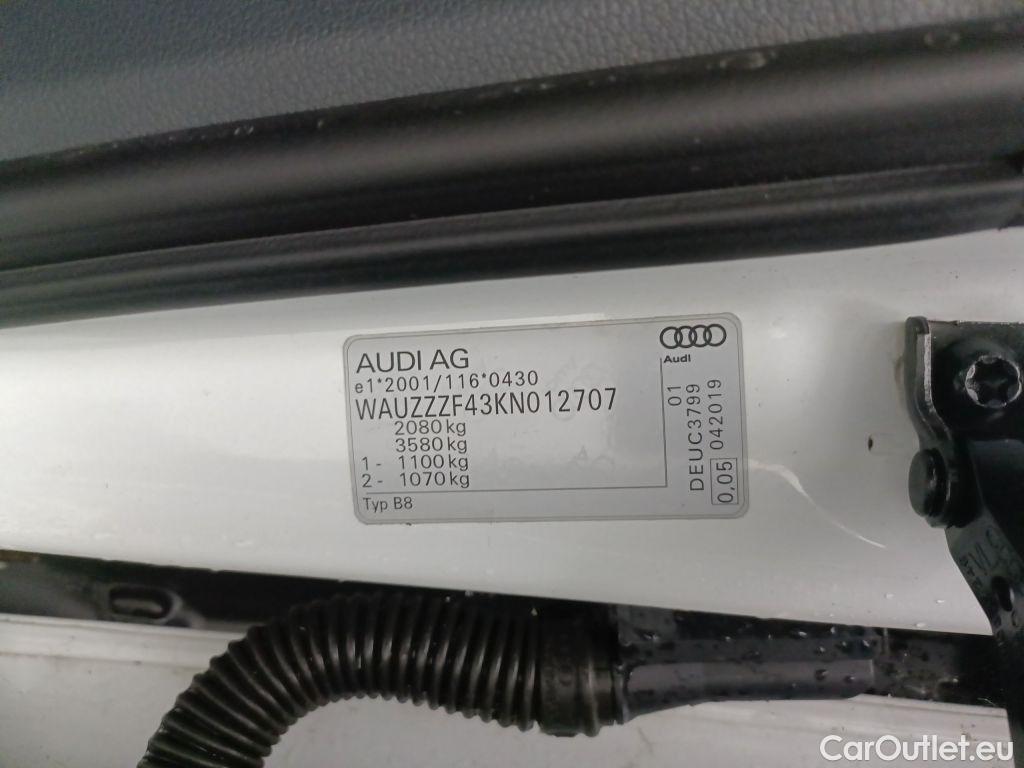 AUDI AG
Audi
e1*2001/116*0430
WAUZZZF43KN012707
2080 kg
3580 kg
1 - 1100 kg
2 - 1070 kg
Typ B8
DEUC3799 01
0,05 042019
CarOutlet.eu